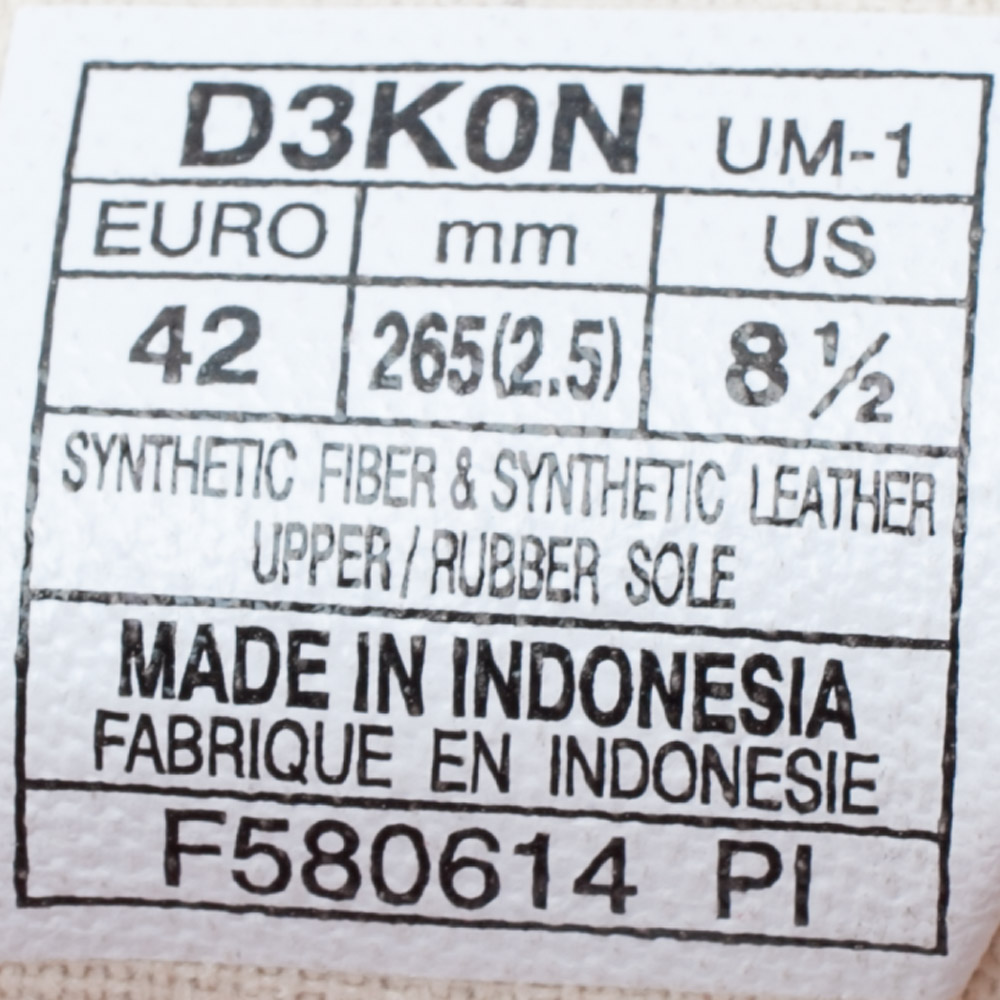 D3K0N UM-1
EURO mm US
42 265(2.5) 8 ½
SYNTHETIC FIBER & SYNTHETIC LEATHER
UPPER / RUBBER SOLE
MADE IN INDONESIA
FABRIQUE EN INDONESIE
F580614 PI